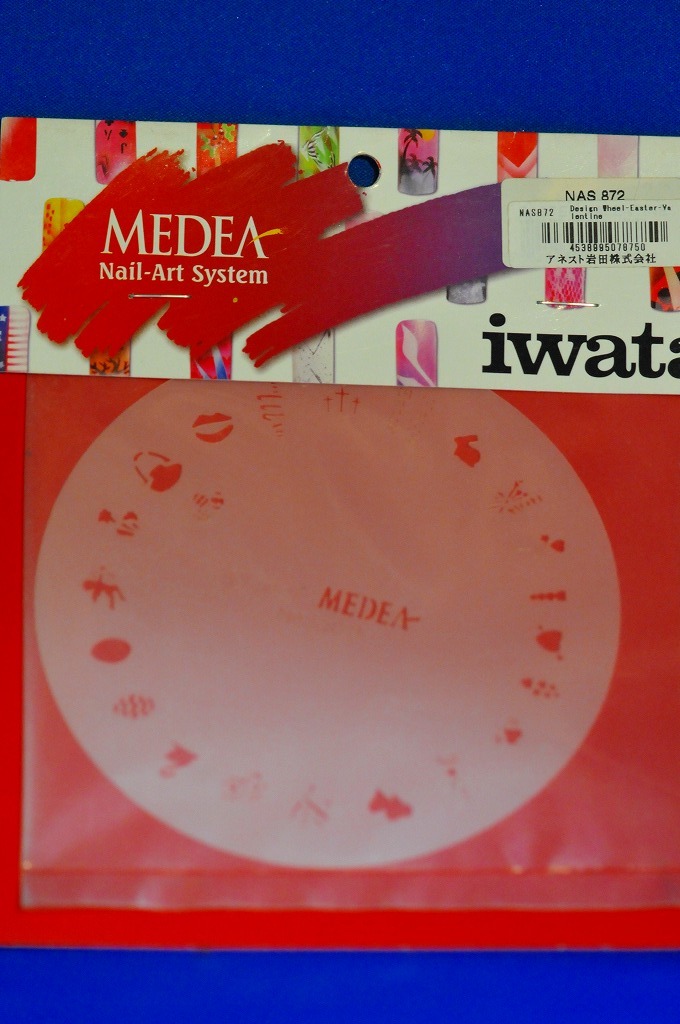 MEDEA
Nail-Art System
NAS 872
NAS872 Design Wheel-Easter-Va
lentine
4538995078750
アネスト岩田株式会社
iwata
MEDEA